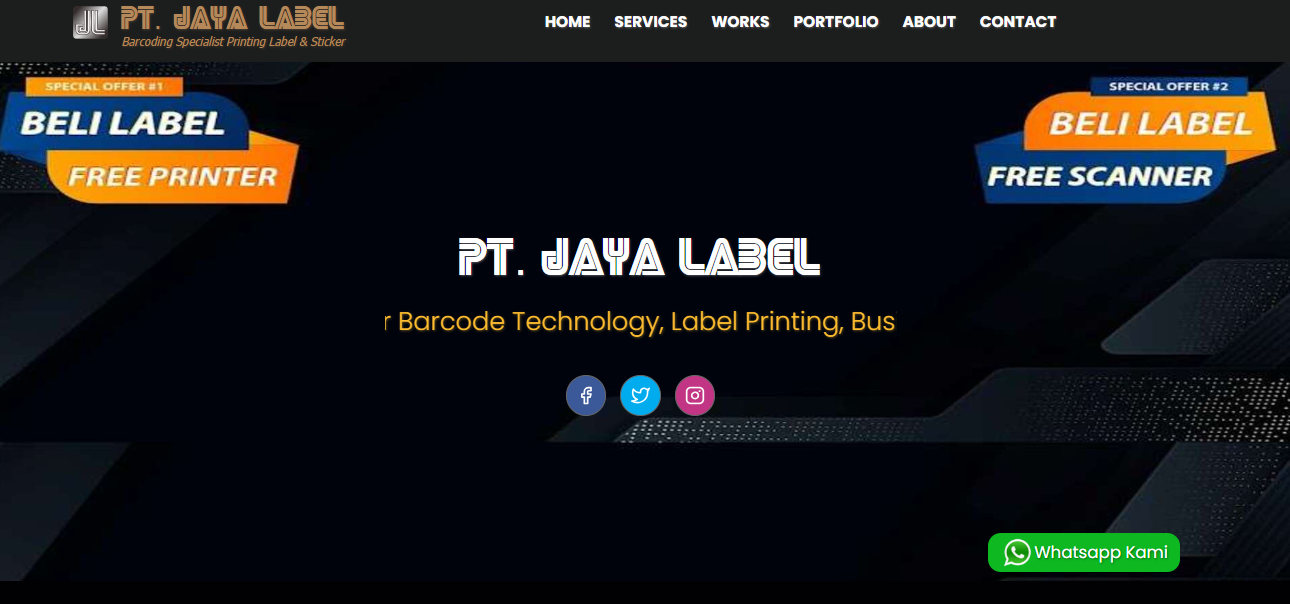 PT. JAYA LABEL
Barcoding Specialist Printing Label & Sticker
HOME SERVICES WORKS PORTFOLIO ABOUT CONTACT
SPECIAL OFFER #1
BELI LABEL
FREE PRINTER
SPECIAL OFFER #2
BELI LABEL
FREE SCANNER
PT. JAYA LABEL
r Barcode Technology, Label Printing, Bus
Whatsapp Kami